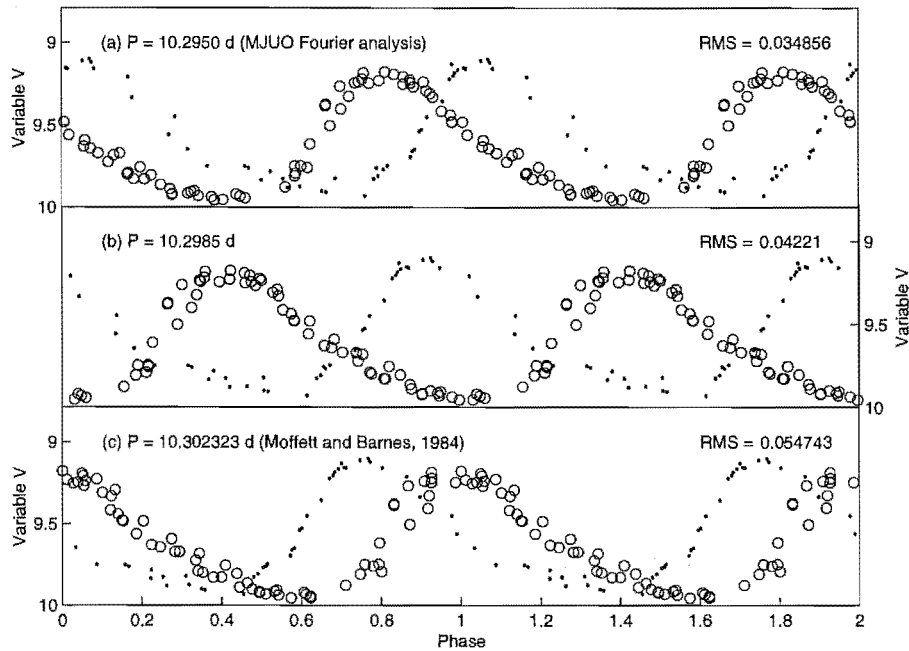 (a) P = 10.2950 d (MJUO Fourier analysis) RMS = 0.034856
9
9.5
10
Variable V
(b) P = 10.2985 d RMS = 0.04221
9
9.5
10
Variable V
(c) P = 10.302323 d (Moffett and Barnes, 1984) RMS = 0.054743
9
9.5
10
Variable V
0 0.2 0.4 0.6 0.8 1 1.2 1.4 1.6 1.8 2
Phase